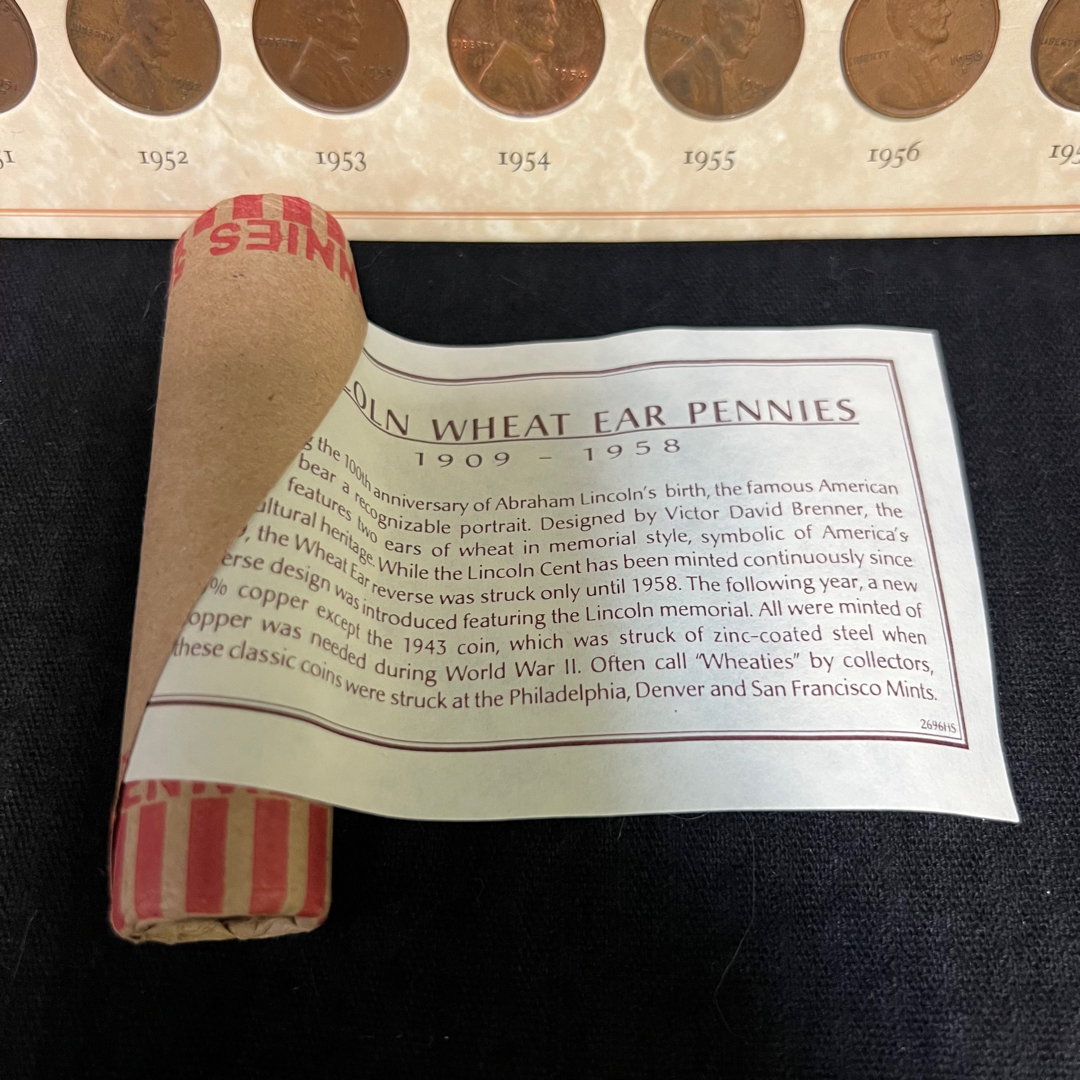 LIBERTY 1954
1952 1953 1954 1955 1956
PENNIES
OLN WHEAT EAR PENNIES
1909 - 1958
the 100th anniversary of Abraham Lincoln's birth, the famous American
bear a recognizable portrait. Designed by Victor David Brenner, the
features two ears of wheat in memorial style, symbolic of America's
ultural heritage. While the Lincoln Cent has been minted continuously since
, the Wheat Ear reverse was struck only until 1958. The following year, a new
erse design was introduced featuring the Lincoln memorial. All were minted of
% copper except the 1943 coin, which was struck of zinc-coated steel when
opper was needed during World War II. Often call "Wheaties" by collectors,
these classic coins were struck at the Philadelphia, Denver and San Francisco Mints.
2696HS